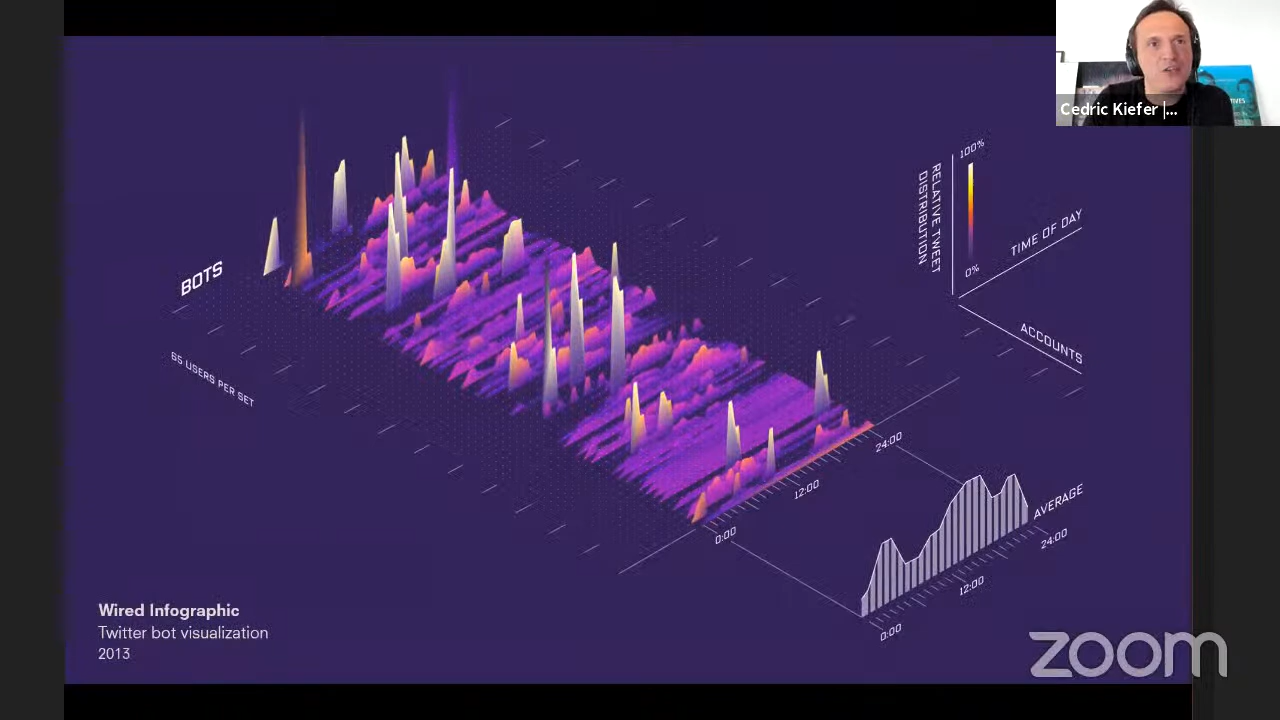 Cedric Kiefer |...
100%
RELATIVE TWEET
DISTRIBUTION
0%
TIME OF DAY
ACCOUNTS
BOTS
65 USERS PER SET
24:00
12:00
0:00
AVERAGE
24:00
12:00
0:00
Wired Infographic
Twitter bot visualization
2013
zoom